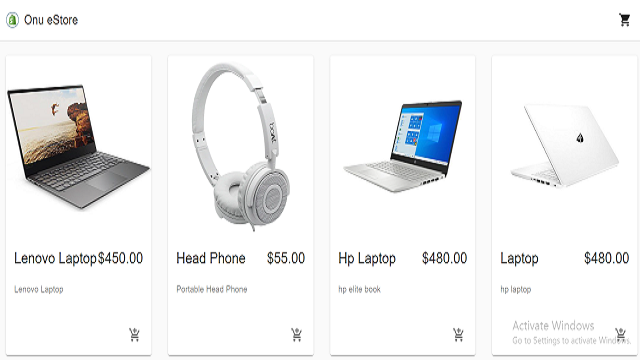 Onu eStore
boAt
Lenovo Laptop $450.00
Lenovo Laptop
Head Phone $55.00
Portable Head Phone
Hp Laptop $480.00
hp elite book
Laptop $480.00
hp laptop
Activate Windows
Go to Settings to activate Windows.